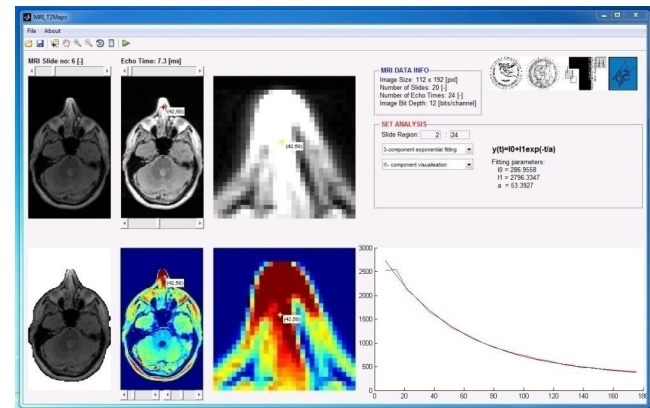 MRI_T2Maps
File About
MRI Slide no: 6 [-]
Echo Time: 7.3 [ms]
(42,58)
(42,58)
MRI DATA INFO
Image Size: 112 x 192 [pxl]
Number of Slides: 20 [-]
Number of Echo Times: 24 [-]
Image Bit Depth: 12 [bits/channel]
SET ANALYSIS
Slide Region: 2 : 24
3-component exponential fitting
I1- component visualisation
y(t)=I0+I1exp(-t/a)
Fitting parameters:
I0 = 286.9558
I1 = 2796.3347
a = 53.3927
(42,58)
(42,58)
3000
2500
2000
1500
1000
500
0
0 20 40 60 80 100 120 140 160 180